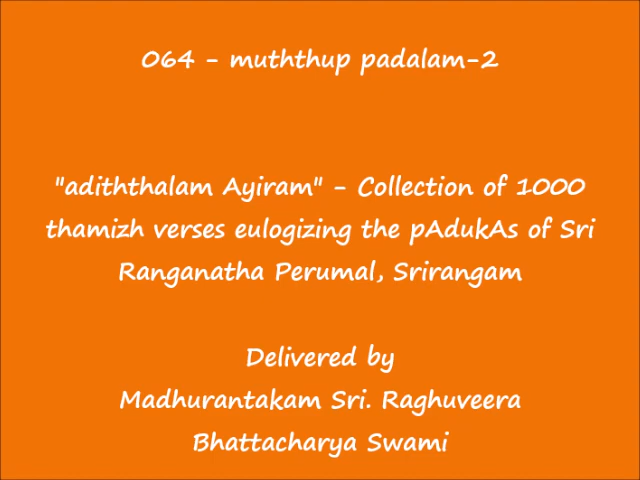 064 - muththup padalam-2
"adiththalam Ayiram" - Collection of 1000
thamizh verses eulogizing the pAdukAs of Sri
Ranganatha Perumal, Srirangam
Delivered by
Madhurantakam Sri. Raghuveera
Bhattacharya Swami